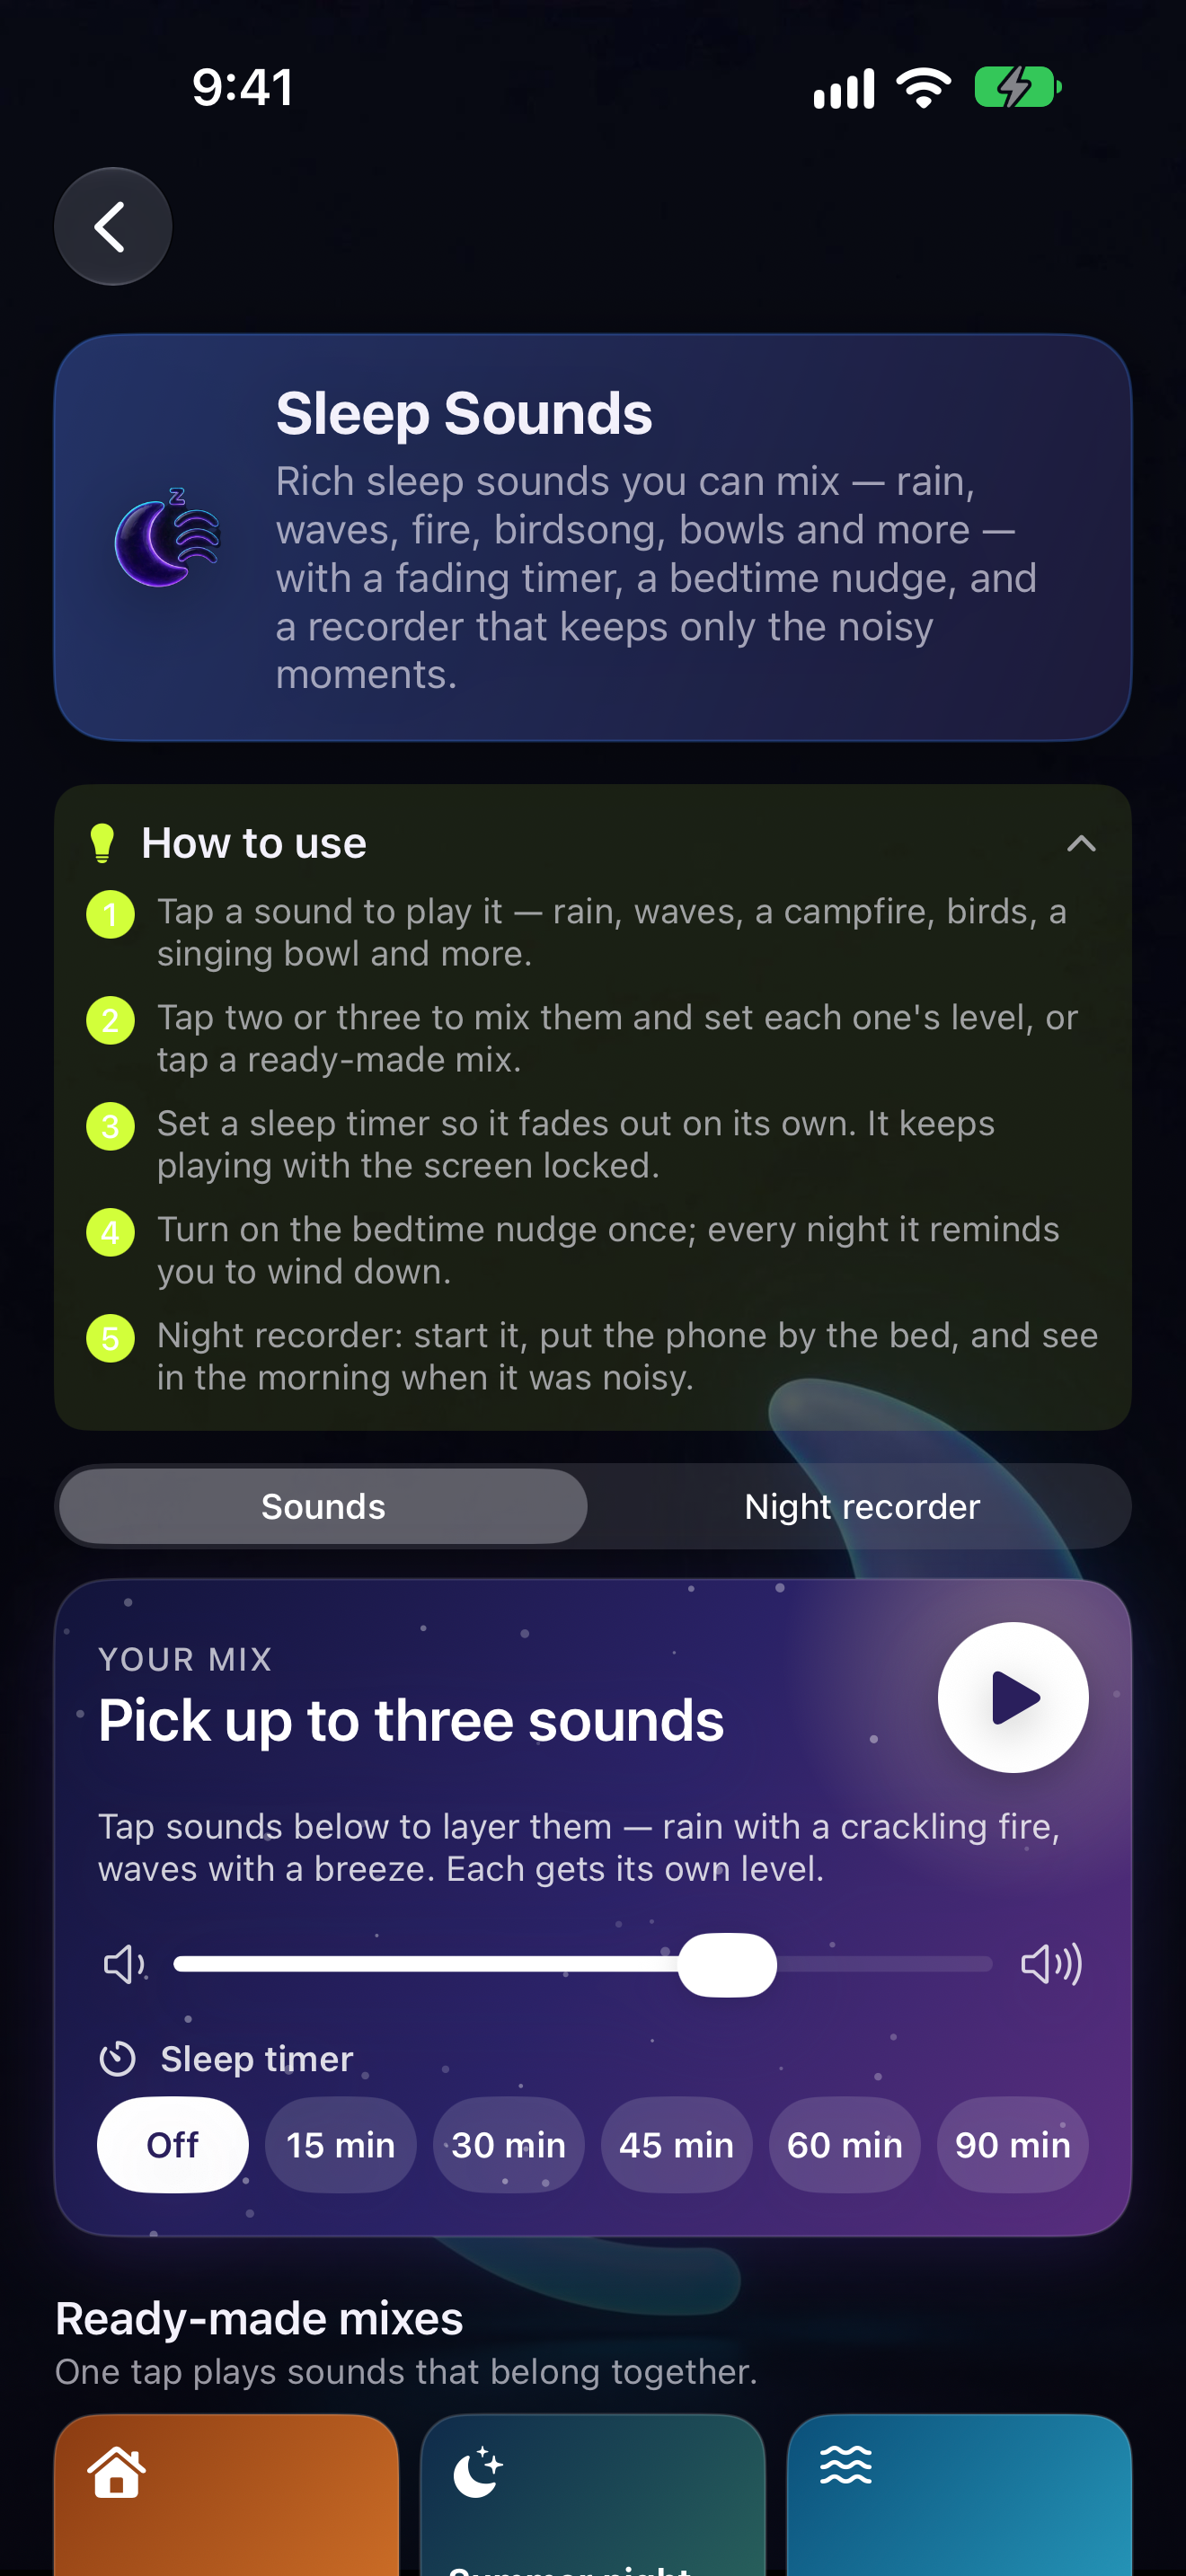 9:41
Sleep Sounds
Rich sleep sounds you can mix — rain,
waves, fire, birdsong, bowls and more —
with a fading timer, a bedtime nudge, and
a recorder that keeps only the noisy
moments.
How to use
1 Tap a sound to play it — rain, waves, a campfire, birds, a
singing bowl and more.
2 Tap two or three to mix them and set each one's level, or
tap a ready-made mix.
3 Set a sleep timer so it fades out on its own. It keeps
playing with the screen locked.
4 Turn on the bedtime nudge once; every night it reminds
you to wind down.
5 Night recorder: start it, put the phone by the bed, and see
in the morning when it was noisy.
Sounds Night recorder
YOUR MIX
Pick up to three sounds
Tap sounds below to layer them — rain with a crackling fire,
waves with a breeze. Each gets its own level.
Sleep timer
Off 15 min 30 min 45 min 60 min 90 min
Ready-made mixes
One tap plays sounds that belong together.
Summer night